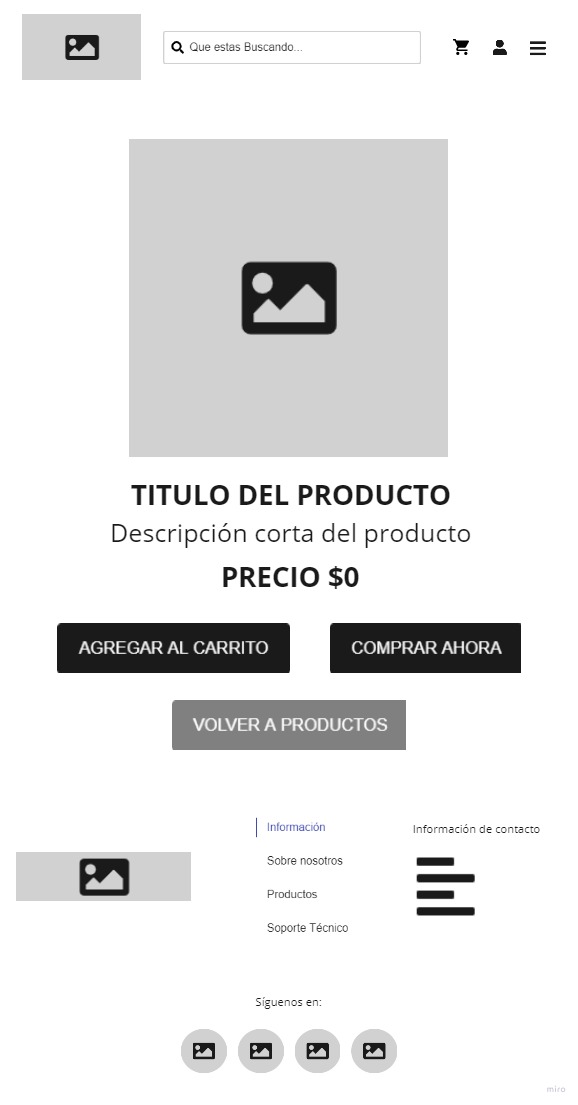 Que estas Buscando...
TITULO DEL PRODUCTO
Descripción corta del producto
PRECIO $0
AGREGAR AL CARRITO
COMPRAR AHORA
VOLVER A PRODUCTOS
Información
Sobre nosotros
Productos
Soporte Técnico
Información de contacto
Síguenos en:
miro